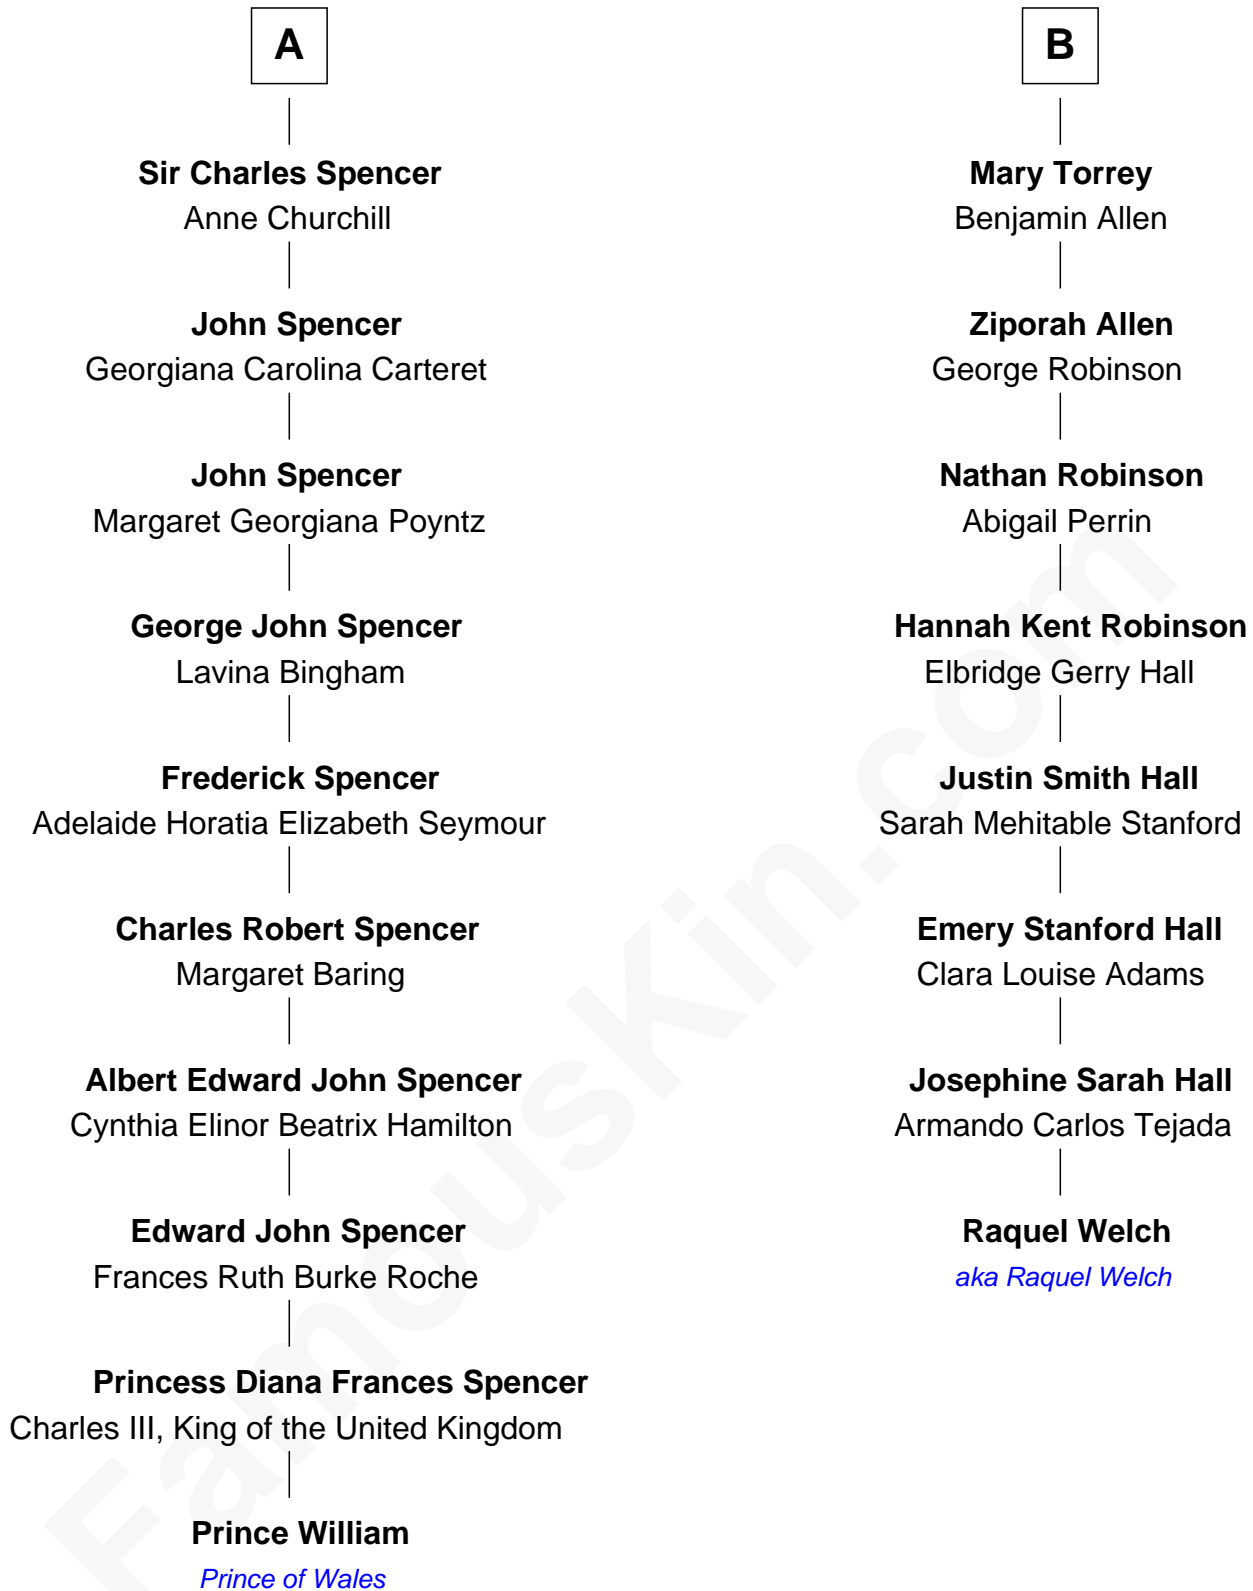 A
Sir Charles Spencer
Anne Churchill
John Spencer
Georgiana Carolina Carteret
John Spencer
Margaret Georgiana Poyntz
George John Spencer
Lavina Bingham
Frederick Spencer
Adelaide Horatia Elizabeth Seymour
Charles Robert Spencer
Margaret Baring
Albert Edward John Spencer
Cynthia Elinor Beatrix Hamilton
Edward John Spencer
Frances Ruth Burke Roche
Princess Diana Frances Spencer
Charles III, King of the United Kingdom
Prince William
Prince of Wales
B
Mary Torrey
Benjamin Allen
Ziporah Allen
George Robinson
Nathan Robinson
Abigail Perrin
Hannah Kent Robinson
Elbridge Gerry Hall
Justin Smith Hall
Sarah Mehitable Stanford
Emery Stanford Hall
Clara Louise Adams
Josephine Sarah Hall
Armando Carlos Tejada
Raquel Welch
aka Raquel Welch
FamousKin.com